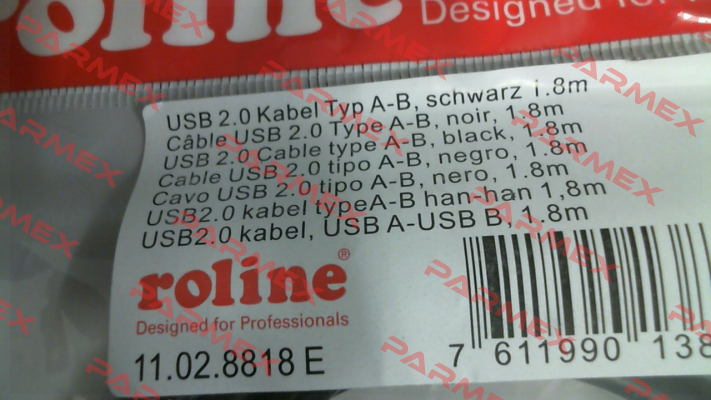 roline
Designed for
USB 2.0 Kabel Typ A-B, schwarz 1.8m
Câble USB 2.0 Type A-B, noir, 1.8m
USB 2.0 Cable type A-B, black, 1.8m
Cable USB 2.0 tipo A-B, negro, 1.8m
Cavo USB 2.0 tipo A-B, nero, 1.8m
USB2.0 kabel typeA-B han-han 1,8m
USB2.0 kabel, USB A-USB B, 1.8m
roline®
Designed for Professionals
11.02.8818 E
7 611990 138
PARMEX